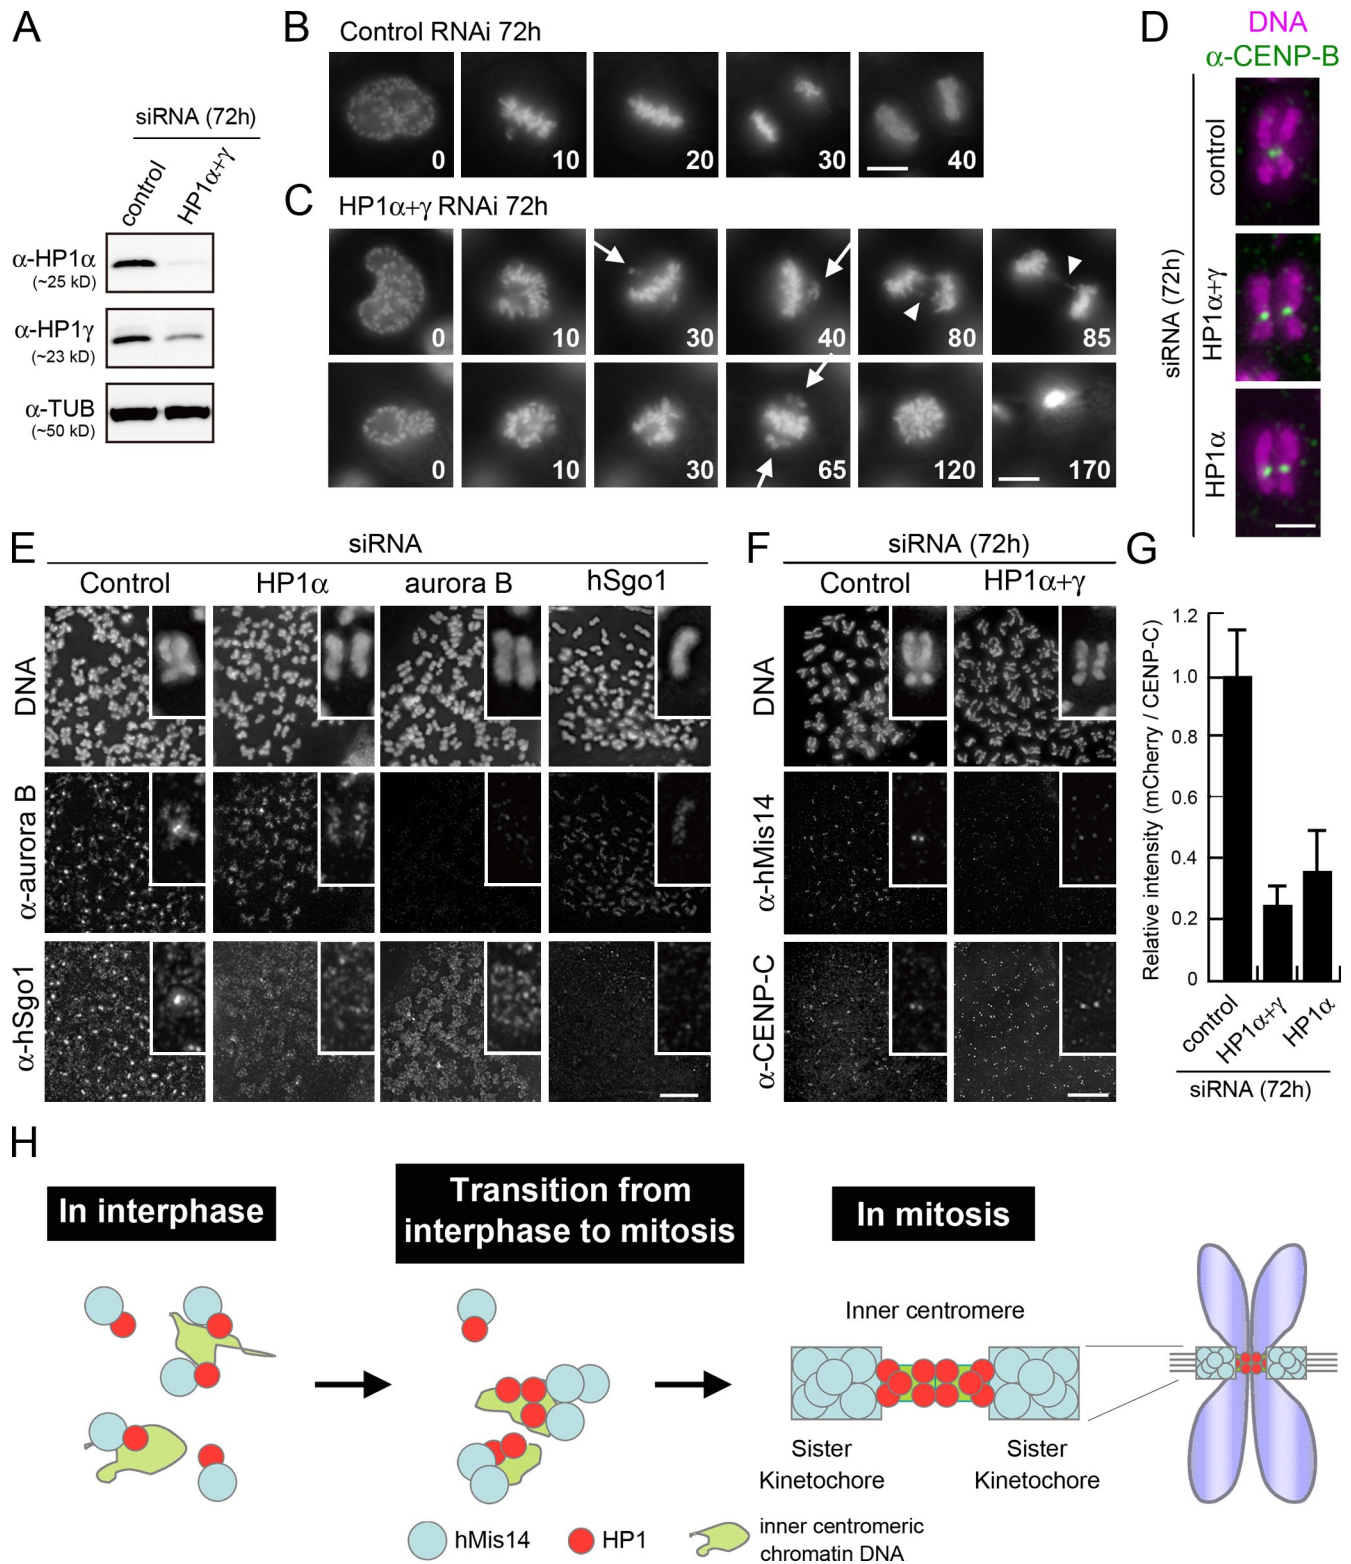 A
siRNA (72h)
control
HP1α+γ
α-HP1α
(~25 kD)
α-HP1γ
(~23 kD)
α-TUB
(~50 kD)
B
Control RNAi 72h
0
10
20
30
40
C
HP1α+γ RNAi 72h
0
10
30
40
80
85
0
10
30
65
120
170
D
DNA
α-CENP-B
siRNA (72h)
control
HP1α+γ
HP1α
E
siRNA
Control
HP1α
aurora B
hSgo1
DNA
α-aurora B
α-hSgo1
F
siRNA (72h)
Control
HP1α+γ
DNA
α-hMis14
α-CENP-C
G
Relative intensity (mCherry / CENP-C)
1.2
1.0
0.8
0.6
0.4
0.2
0
control
HP1α+γ
HP1α
siRNA (72h)
H
In interphase
Transition from
interphase to mitosis
In mitosis
Inner centromere
Sister
Kinetochore
Sister
Kinetochore
hMis14
HP1
inner centromeric
chromatin DNA